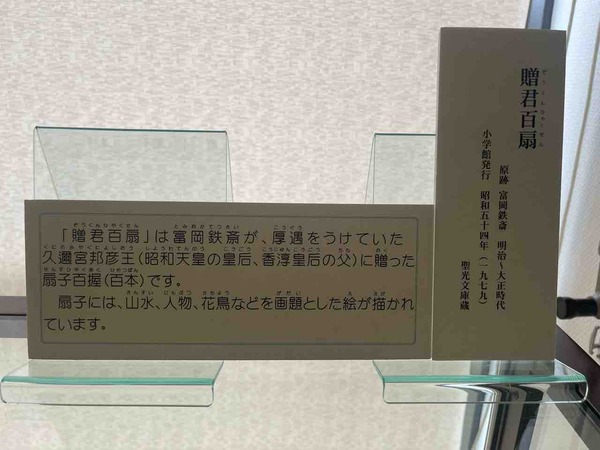 「贈君百扇」は富岡鉄斎が、厚遇をうけていた
久邇宮邦彦王(昭和天皇の皇后、香淳皇后の父)に贈った
扇子百握(百本)です。
扇子には、山水、人物、花鳥などを画題とした絵が描かれ
ています。
贈君百扇
原跡 富岡鉄斎 明治~大正時代
小学館発行 昭和五十四年(一九七九)
聖光文庫蔵